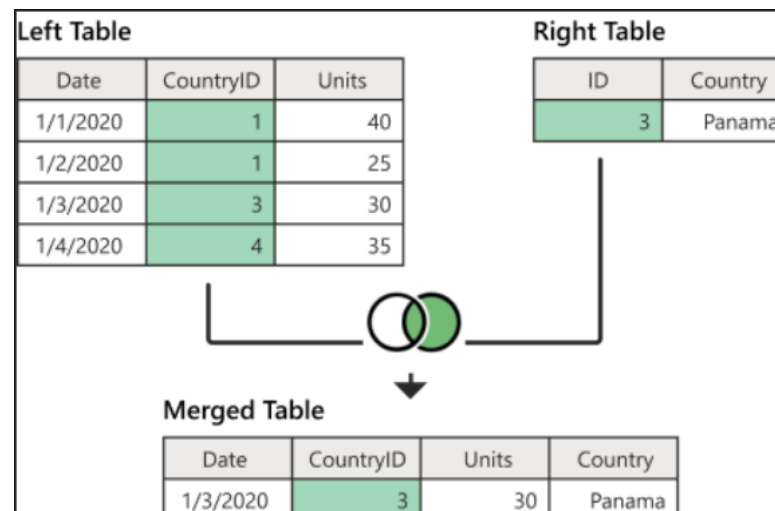 Left Table
Right Table
Date CountryID Units
ID Country
1/1/2020 1 40
3 Panama
1/2/2020 1 25
1/3/2020 3 30
1/4/2020 4 35
Merged Table
Date CountryID Units Country
1/3/2020 3 30 Panama